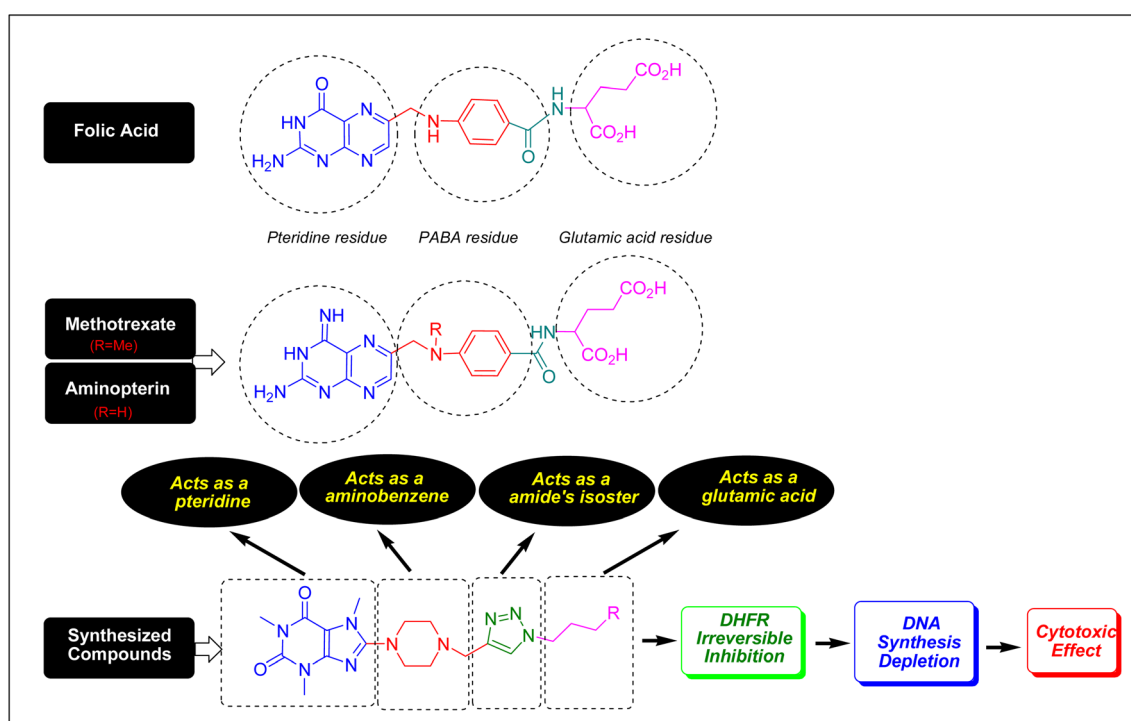 Folic Acid
O
HN
H₂N
N
N
N
N
N
H
O
H
N
CO₂H
CO₂H
Pteridine residue
PABA residue
Glutamic acid residue
Methotrexate
(R=Me)
Aminopterin
(R=H)
NH
HN
H₂N
N
N
N
N
R
N
O
HN
CO₂H
CO₂H
Acts as a
pteridine
Acts as a
aminobenzene
Acts as a
amide's isoster
Acts as a
glutamic acid
Synthesized
Compounds
O
N
N
O
N
N
N
N
N
N
N
R
DHFR
Irreversible
Inhibition
DNA
Synthesis
Depletion
Cytotoxic
Effect